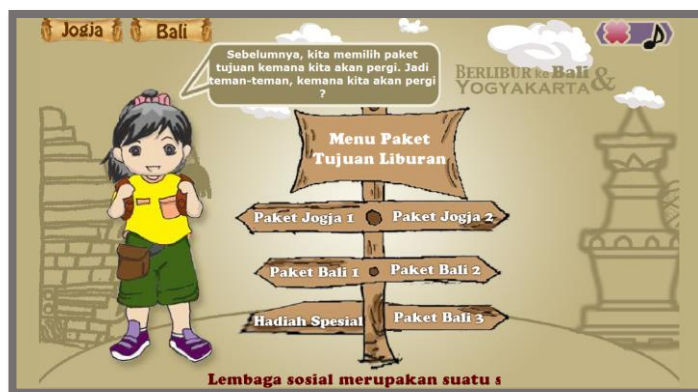 Jogja
Bali
Sebelumnya, kita memilih paket
tujuan kemana kita akan pergi. Jadi
teman-teman, kemana kita akan pergi
?
BERLIBUR ke Bali &
YOGYAKARTA
Menu Paket
Tujuan Liburan
Paket Jogja 1
Paket Jogja 2
Paket Bali 1
Paket Bali 2
Hadiah Spesial
Paket Bali 3
Lembaga sosial merupakan suatu s